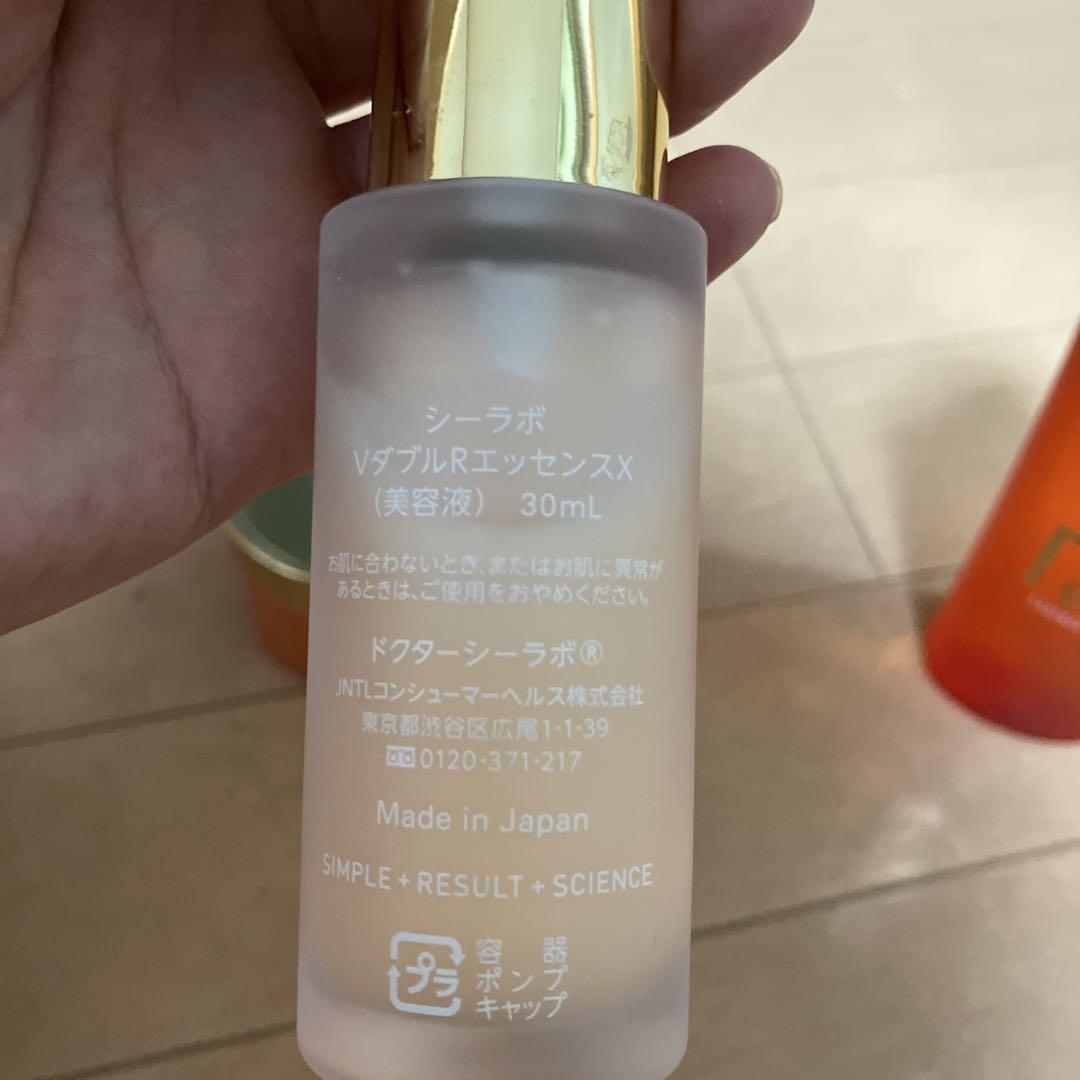 シーラボ
VダブルRエッセンスX
(美容液) 30mL
お肌に合わないとき、またはお肌に異常が
あるときは、ご使用をおやめください。
ドクターシーラボ®
JNTLコンシューマーヘルス株式会社
東京都渋谷区広尾1-1-39
0120-371-217
Made in Japan
SIMPLE + RESULT + SCIENCE
プラ
容器
ポンプ
キャップ